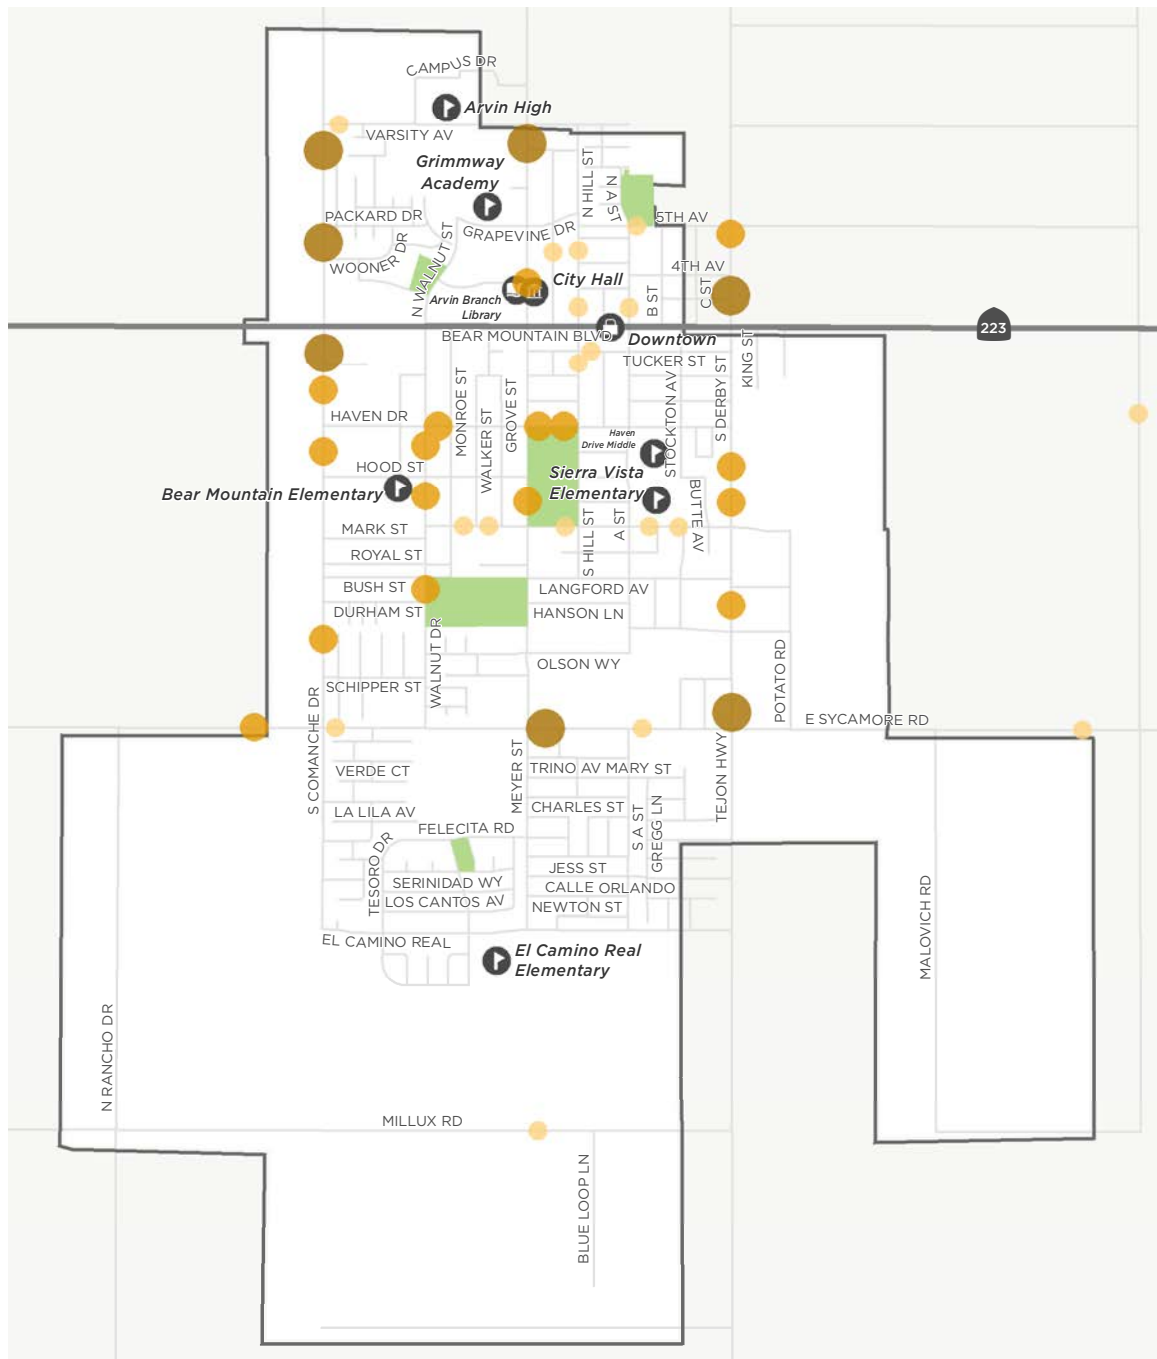 CAMPUS DR
Arvin High
VARSITY AV
Grimmway
Academy
N HILL ST
N A ST
PACKARD DR
5TH AV
GRAPEVINE DR
WOONER DR
N WALNUT ST
4TH AV
City Hall
C ST
B ST
Arvin Branch
Library
223
BEAR MOUNTAIN BLVD
Downtown
KING ST
TUCKER ST
MONROE ST
GROVE ST
STOCKTON AV
S DERBY ST
HAVEN DR
WALKER ST
Haven
Drive Middle
HOOD ST
Sierra Vista
Elementary
Bear Mountain Elementary
BUTTE AV
MARK ST
S HILL ST
A ST
ROYAL ST
BUSH ST
LANGFORD AV
DURHAM ST
HANSON LN
WALNUT DR
OLSON WY
POTATO RD
SCHIPPER ST
S COMANCHE DR
E SYCAMORE RD
MEYER ST
TEJON HWY
VERDE CT
TRINO AV
MARY ST
LA LILA AV
CHARLES ST
S A ST
GREGG LN
FELECITA RD
TESORO DR
JESS ST
SERINIDAD WY
CALLE ORLANDO
LOS CANTOS AV
NEWTON ST
MALOVICH RD
EL CAMINO REAL
El Camino Real
Elementary
N RANCHO DR
MILLUX RD
BLUE LOOP LN